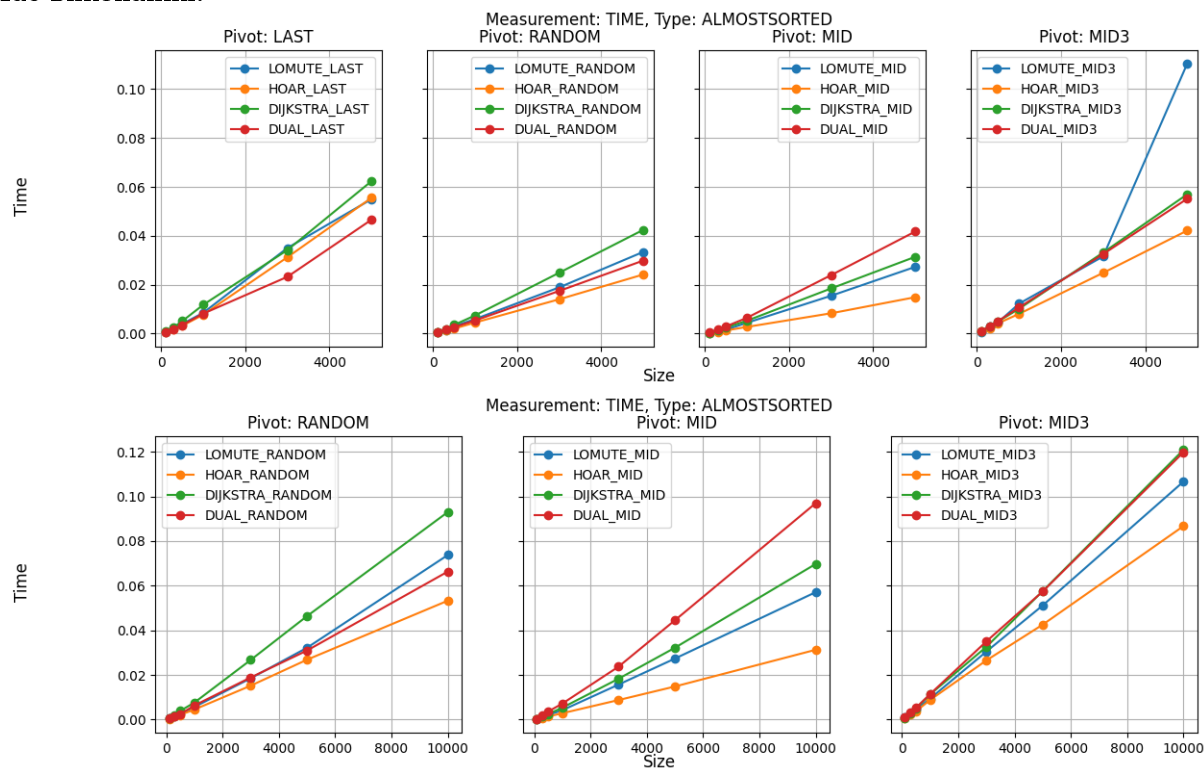 Measurement: TIME, Type: ALMOSTSORTED
Pivot: LAST
Pivot: RANDOM
Pivot: MID
Pivot: MID3
LOMUTE_LAST
HOAR_LAST
DIJKSTRA_LAST
DUAL_LAST
LOMUTE_RANDOM
HOAR_RANDOM
DIJKSTRA_RANDOM
DUAL_RANDOM
LOMUTE_MID
HOAR_MID
DIJKSTRA_MID
DUAL_MID
LOMUTE_MID3
HOAR_MID3
DIJKSTRA_MID3
DUAL_MID3
0.10
0.08
0.06
0.04
0.02
0.00
Time
0 2000 4000
0 2000 4000
0 2000 4000
0 2000 4000
Size
Measurement: TIME, Type: ALMOSTSORTED
Pivot: RANDOM
Pivot: MID
Pivot: MID3
LOMUTE_RANDOM
HOAR_RANDOM
DIJKSTRA_RANDOM
DUAL_RANDOM
LOMUTE_MID
HOAR_MID
DIJKSTRA_MID
DUAL_MID
LOMUTE_MID3
HOAR_MID3
DIJKSTRA_MID3
DUAL_MID3
0.12
0.10
0.08
0.06
0.04
0.02
0.00
Time
0 2000 4000 6000 8000 10000
0 2000 4000 6000 8000 10000
0 2000 4000 6000 8000 10000
Size